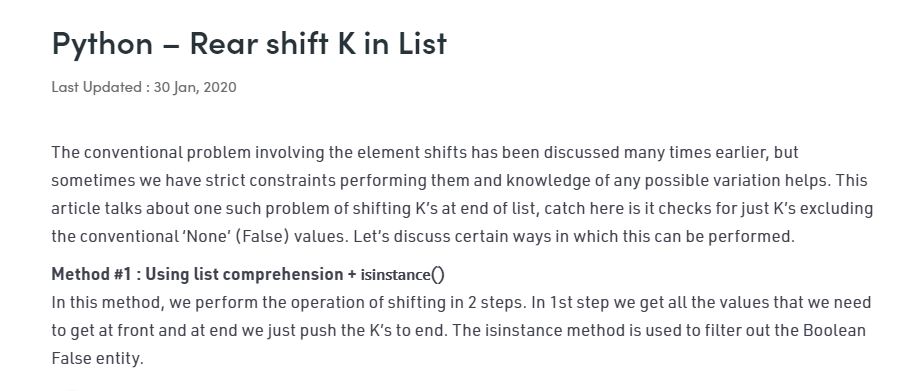 Python – Rear shift K in List
Last Updated : 30 Jan, 2020
The conventional problem involving the element shifts has been discussed many times earlier, but
sometimes we have strict constraints performing them and knowledge of any possible variation helps. This
article talks about one such problem of shifting K’s at end of list, catch here is it checks for just K’s excluding
the conventional ‘None’ (False) values. Let’s discuss certain ways in which this can be performed.
Method #1 : Using list comprehension + isinstance()
In this method, we perform the operation of shifting in 2 steps. In 1st step we get all the values that we need
to get at front and at end we just push the K’s to end. The isinstance method is used to filter out the Boolean
False entity.